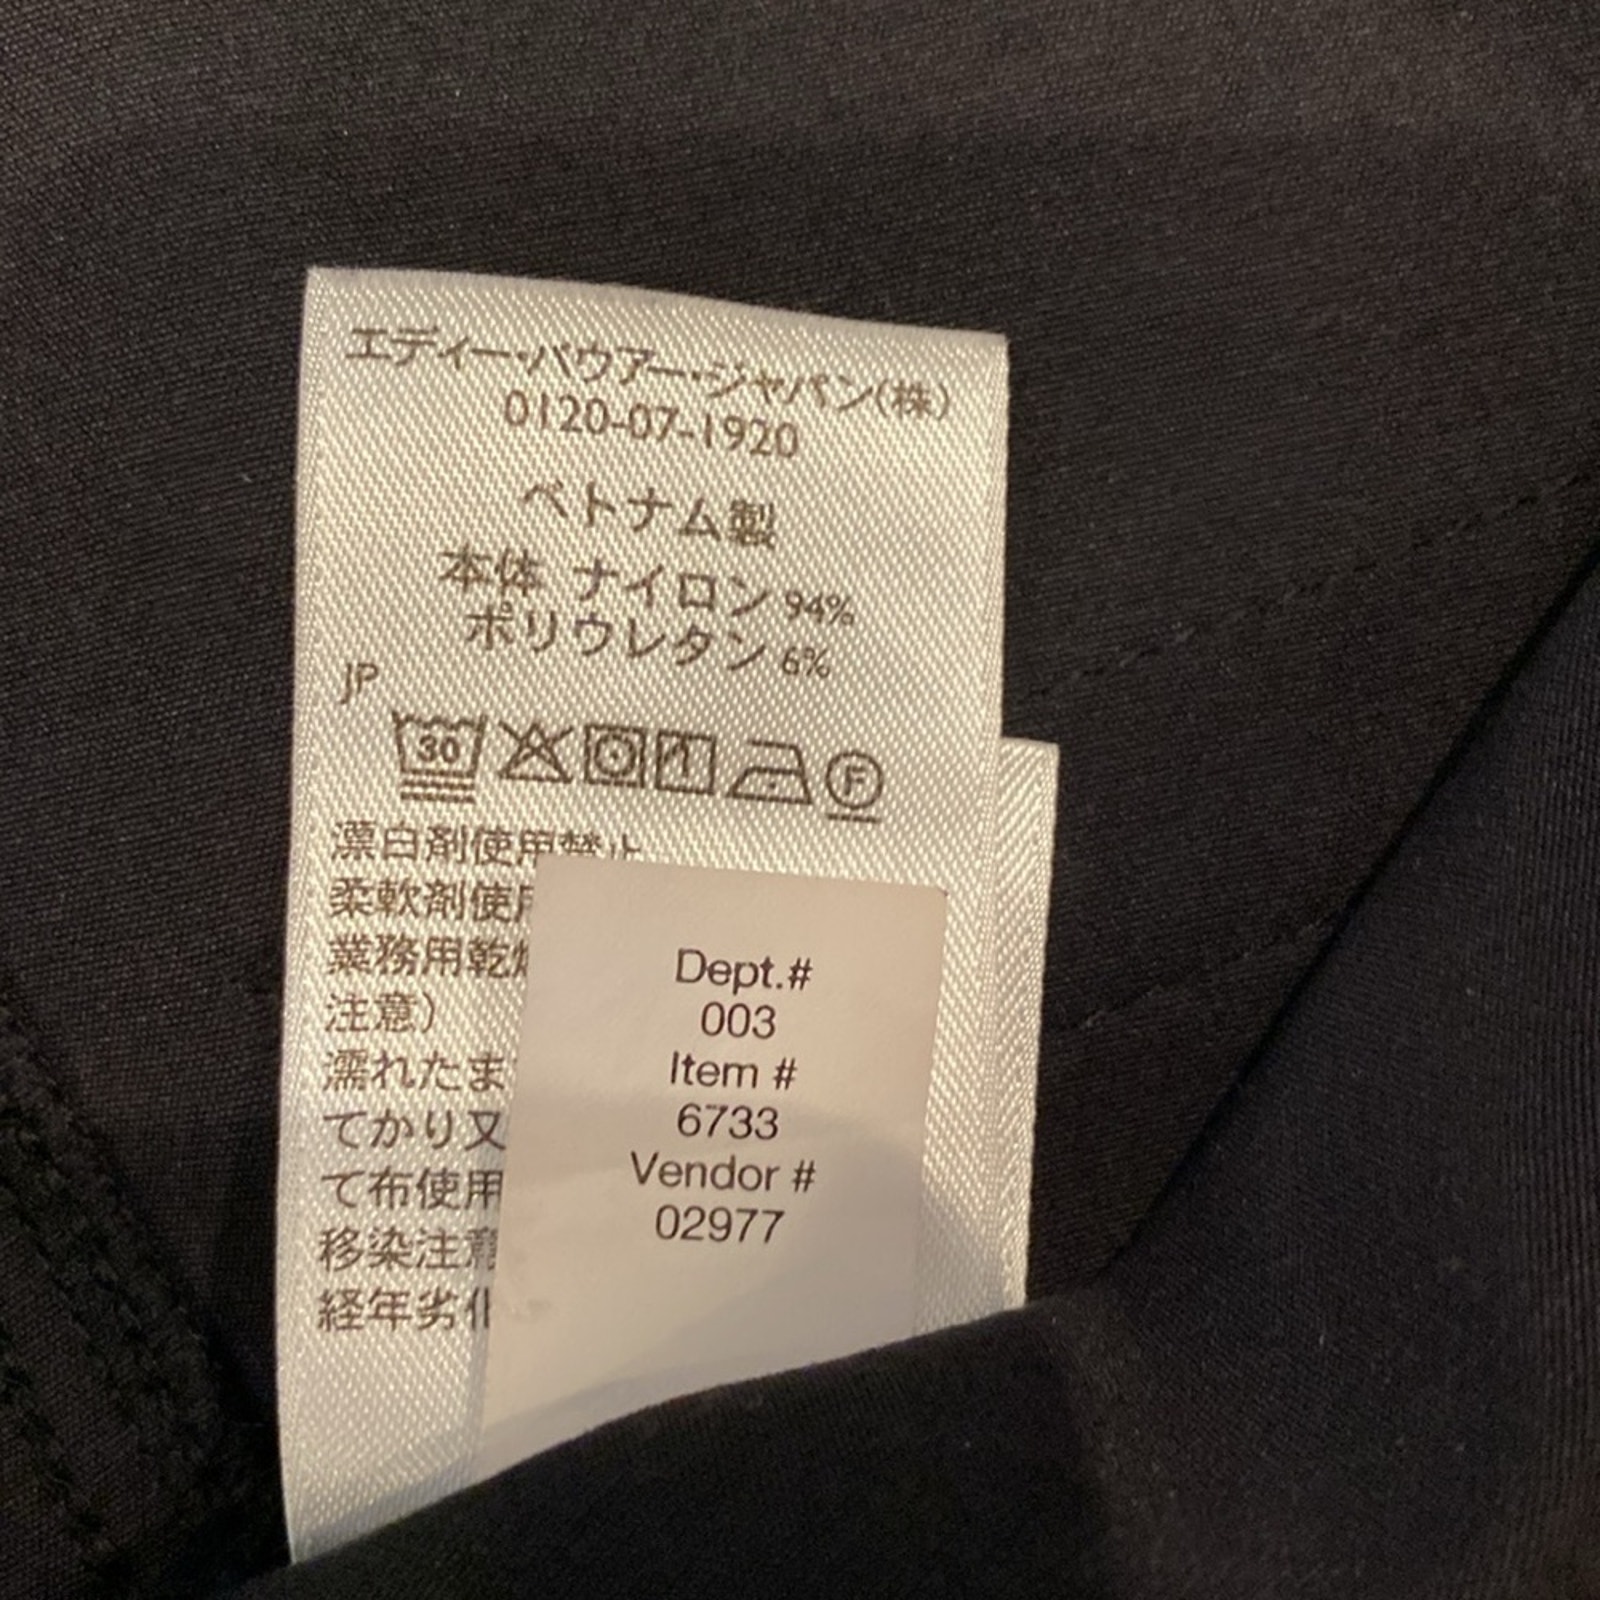 エディー・バウアー・ジャパン(株)
0120-07-1920
ベトナム製
本体 ナイロン 94%
ポリウレタン 6%
JP
30
F
漂白剤使用禁止
柔軟剤使用
業務用乾燥
注意)
濡れたま
てかり又
て布使用
移染注意
経年劣化
Dept.#
003
Item #
6733
Vendor #
02977